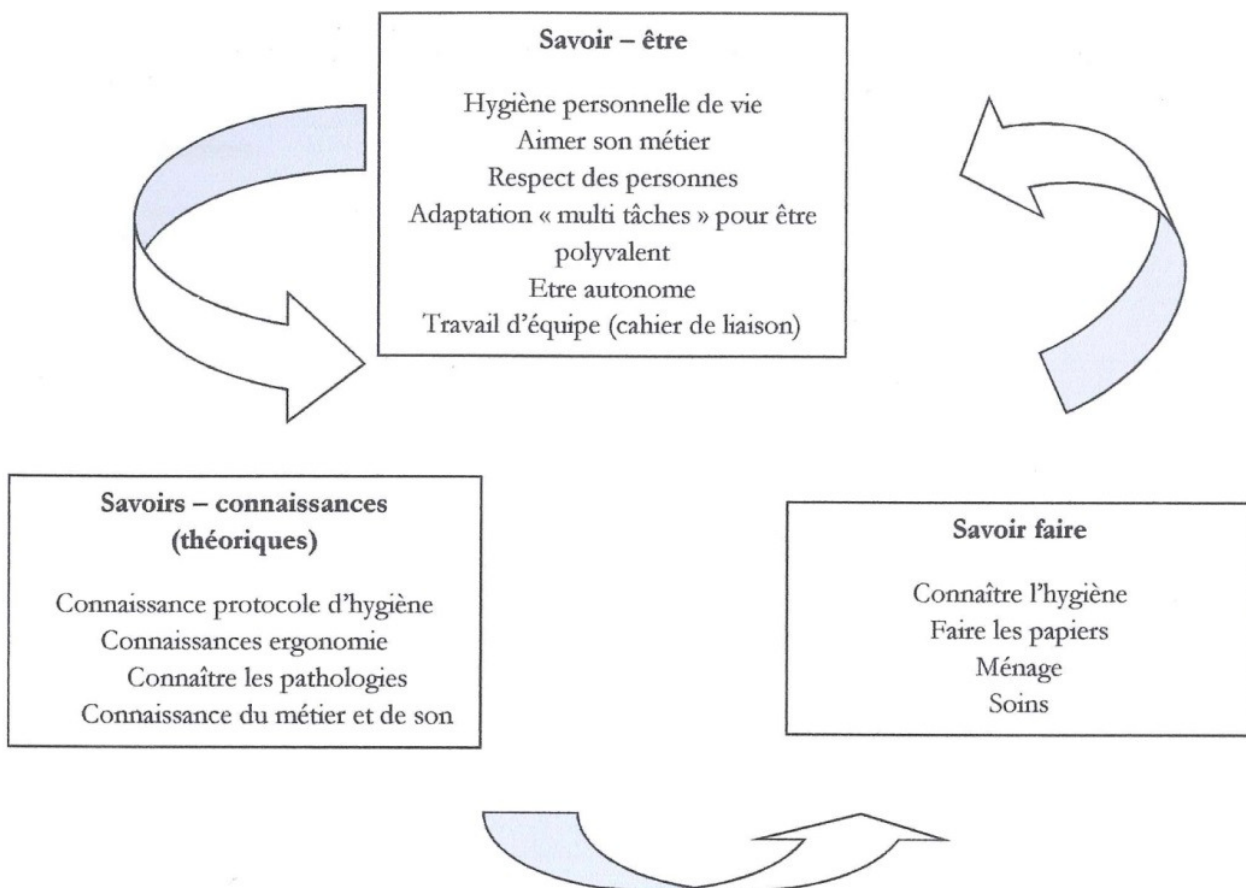 Savoir – être
Hygiène personnelle de vie
Aimer son métier
Respect des personnes
Adaptation « multi tâches » pour être
polyvalent
Etre autonome
Travail d'équipe (cahier de liaison)
Savoirs – connaissances
(théoriques)
Connaissance protocole d'hygiène
Connaissances ergonomie
Connaître les pathologies
Connaissance du métier et de son
Savoir faire
Connaître l'hygiène
Faire les papiers
Ménage
Soins